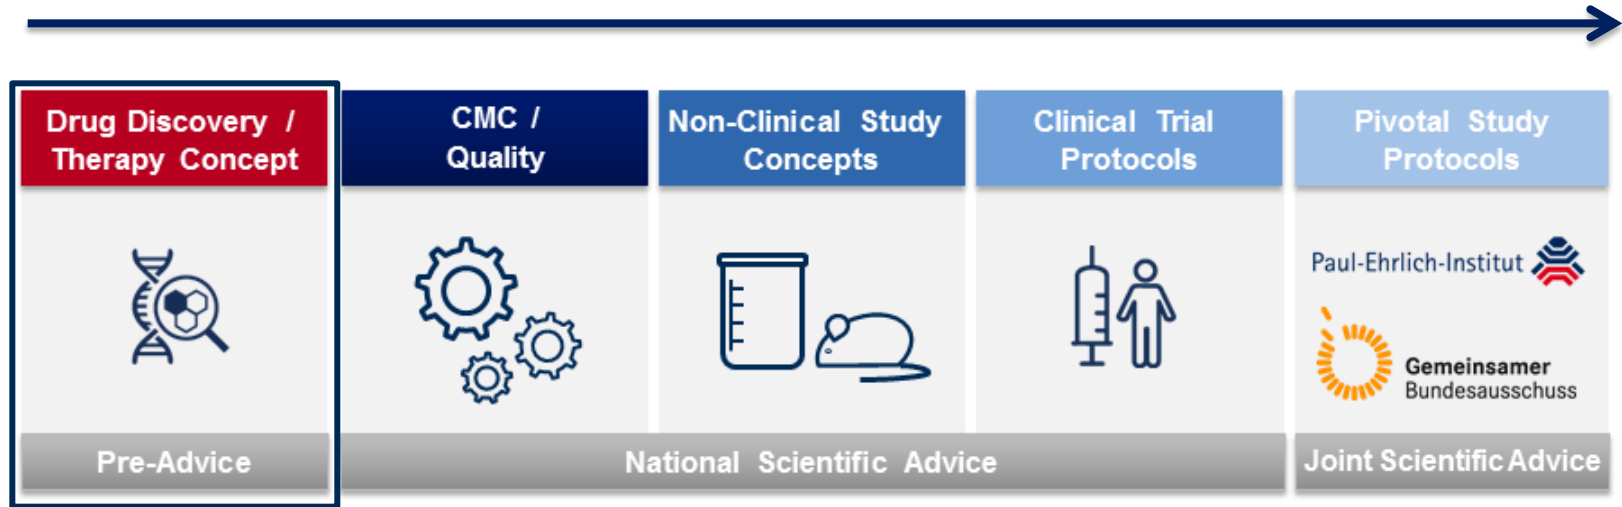 Drug Discovery /
Therapy Concept
CMC /
Quality
Non-Clinical Study
Concepts
Clinical Trial
Protocols
Pivotal Study
Protocols
Paul-Ehrlich-Institut
Gemeinsamer
Bundesausschuss
Pre-Advice
National Scientific Advice
Joint Scientific Advice